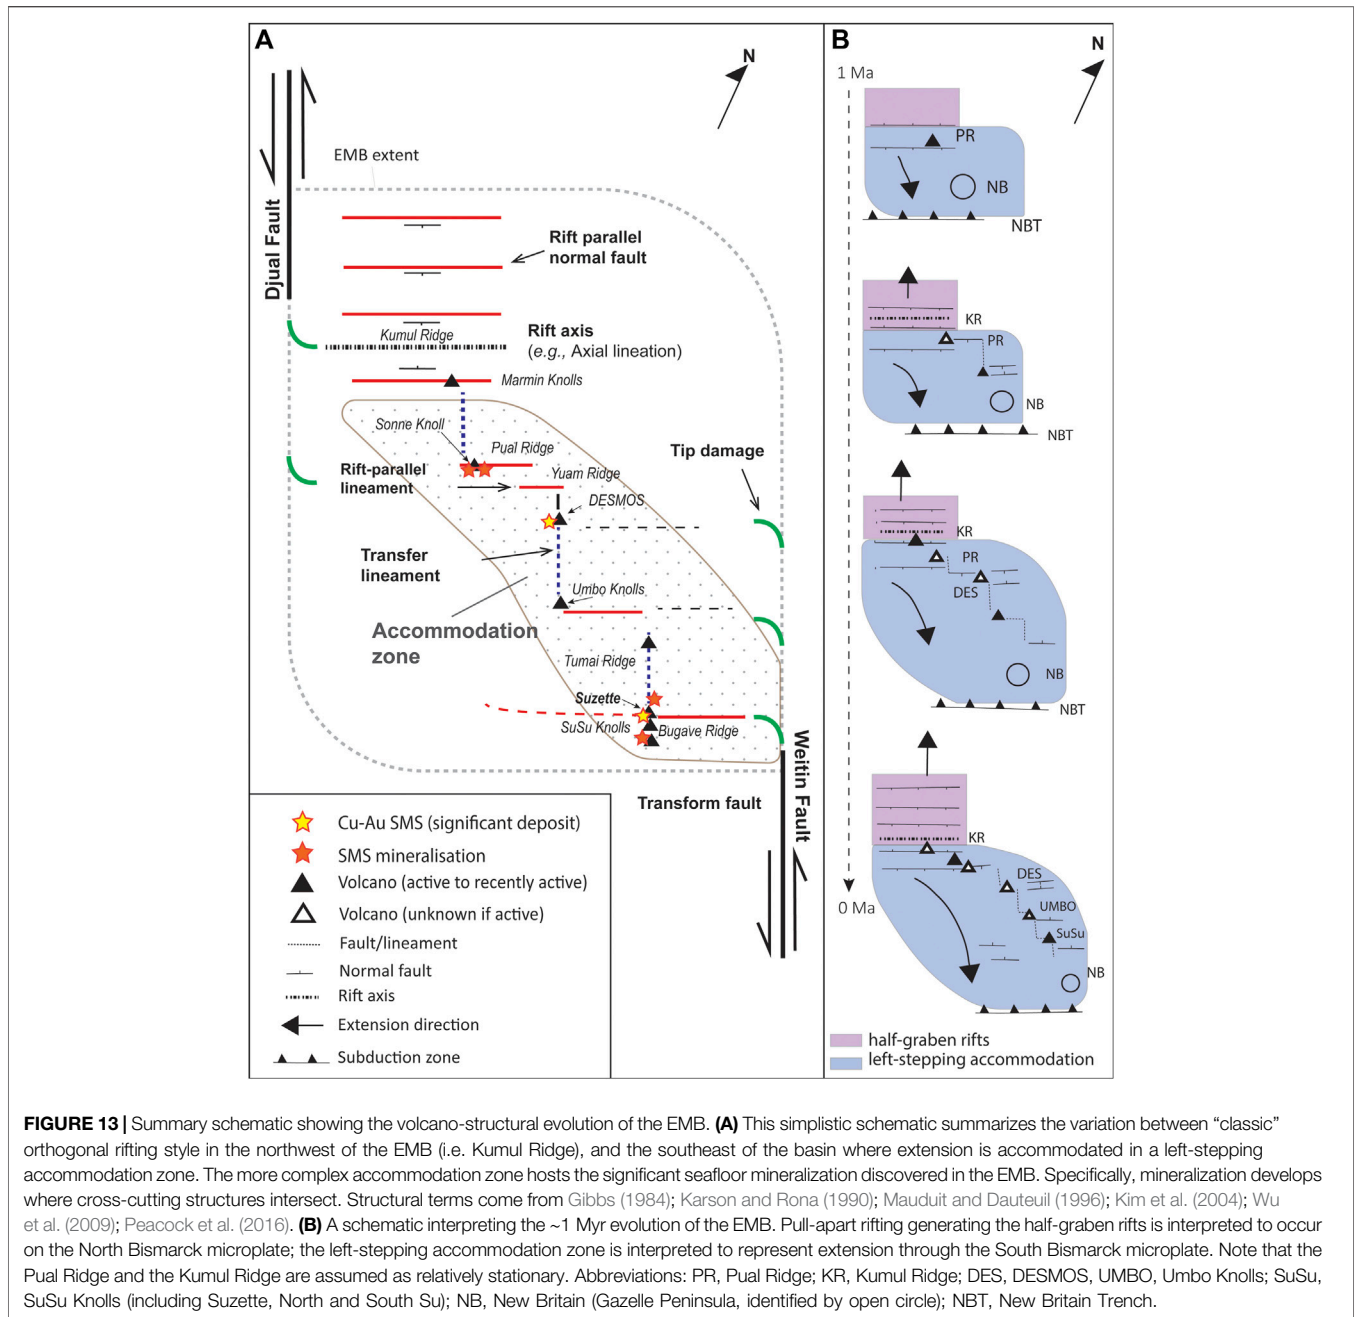 A
N
Djual Fault
EMB extent
Rift parallel
normal fault
Kumul Ridge
Rift axis
(e.g., Axial lineation)
Marmin Knolls
Sonne Knoll
Pual Ridge
Tip damage
Rift-parallel
lineament
Yuam Ridge
DESMOS
Transfer
lineament
Umbo Knolls
Accommodation
zone
Tumai Ridge
Suzette
SuSu Knolls
Bugave Ridge
Weitin Fault
Transform fault
Cu-Au SMS (significant deposit)
SMS mineralisation
Volcano (active to recently active)
Volcano (unknown if active)
Fault/lineament
Normal fault
Rift axis
Extension direction
Subduction zone
B
N
1 Ma
PR
NB
NBT
KR
PR
NB
NBT
KR
PR
DES
NB
NBT
KR
DES
0 Ma
UMBO
SuSu
NB
half-graben rifts
left-stepping accommodation
FIGURE 13 | Summary schematic showing the volcano-structural evolution of the EMB. (A) This simplistic schematic summarizes the variation between “classic”
orthogonal rifting style in the northwest of the EMB (i.e. Kumul Ridge), and the southeast of the basin where extension is accommodated in a left-stepping
accommodation zone. The more complex accommodation zone hosts the significant seafloor mineralization discovered in the EMB. Specifically, mineralization develops
where cross-cutting structures intersect. Structural terms come from Gibbs (1984); Karson and Rona (1990); Mauduit and Dauteuil (1996); Kim et al. (2004); Wu
et al. (2009); Peacock et al. (2016). (B) A schematic interpreting the ~1 Myr evolution of the EMB. Pull-apart rifting generating the half-graben rifts is interpreted to occur
on the North Bismarck microplate; the left-stepping accommodation zone is interpreted to represent extension through the South Bismarck microplate. Note that the
Pual Ridge and the Kumul Ridge are assumed as relatively stationary. Abbreviations: PR, Pual Ridge; KR, Kumul Ridge; DES, DESMOS, UMBO, Umbo Knolls; SuSu,
SuSu Knolls (including Suzette, North and South Su); NB, New Britain (Gazelle Peninsula, identified by open circle); NBT, New Britain Trench.